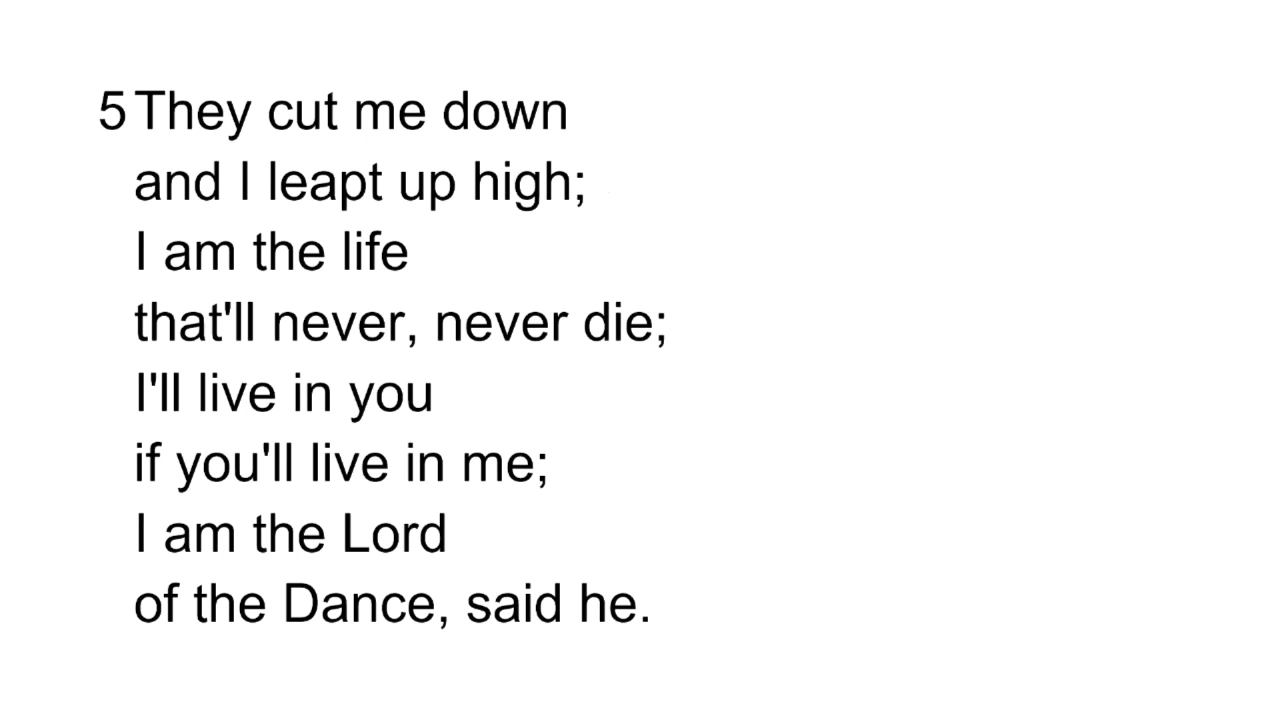 5 They cut me down
and I leapt up high;
I am the life
that'll never, never die;
I'll live in you
if you'll live in me;
I am the Lord
of the Dance, said he.